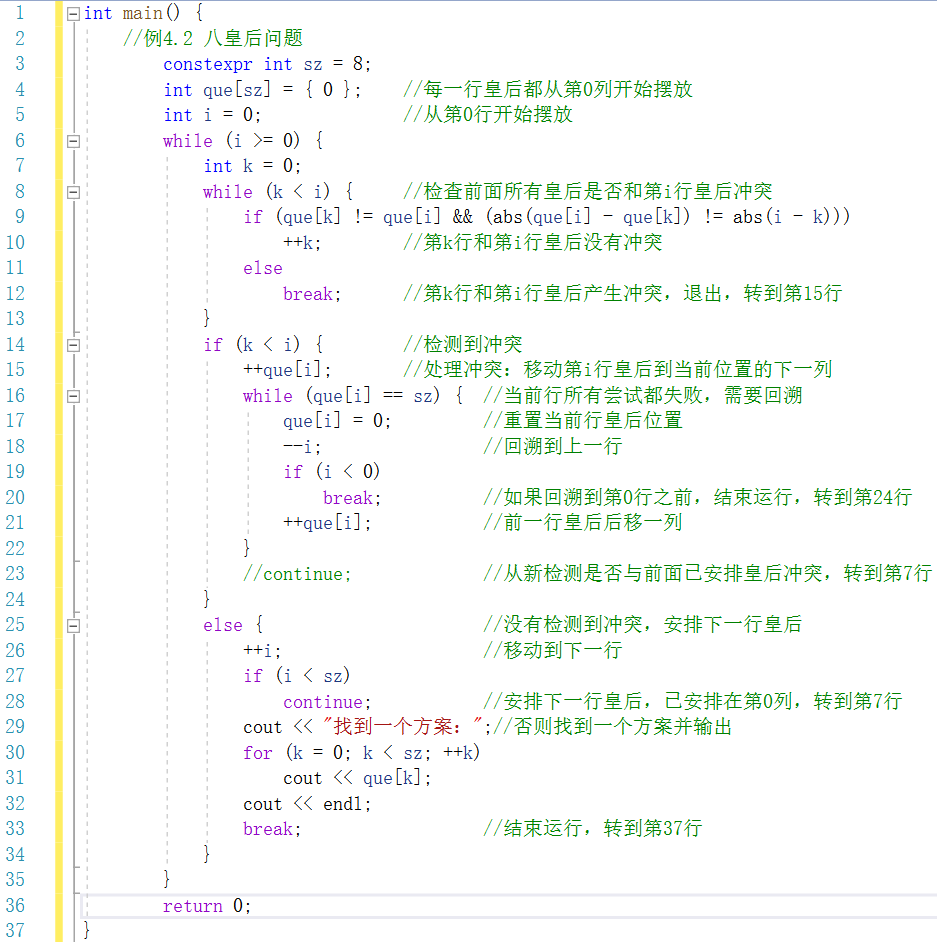 1 int main() {
2 //例4.2 八皇后问题
3 constexpr int sz = 8;
4 int que[sz] = { 0 }; //每一行皇后都从第0列开始摆放
5 int i = 0; //从第0行开始摆放
6 while (i >= 0) {
7 int k = 0;
8 while (k < i) { //检查前面所有皇后是否和第i行皇后冲突
9 if (que[k] != que[i] && (abs(que[i] - que[k]) != abs(i - k)))
10 ++k; //第k行和第i行皇后没有冲突
11 else
12 break; //第k行和第i行皇后产生冲突，退出，转到第15行
13 }
14 if (k < i) { //检测到冲突
15 ++que[i]; //处理冲突：移动第i行皇后到当前位置的下一列
16 while (que[i] == sz) { //当前行所有尝试都失败，需要回溯
17 que[i] = 0; //重置当前行皇后位置
18 --i; //回溯到上一行
19 if (i < 0)
20 break; //如果回溯到第0行之前，结束运行，转到第24行
21 ++que[i]; //前一行皇后后移一列
22 }
23 //continue; //从新检测是否与前面已安排皇后冲突，转到第7行
24 }
25 else { //没有检测到冲突，安排下一行皇后
26 ++i; //移动到下一行
27 if (i < sz)
28 continue; //安排下一行皇后，已安排在第0列，转到第7行
29 cout << "找到一个方案：";//否则找到一个方案并输出
30 for (k = 0; k < sz; ++k)
31 cout << que[k];
32 cout << endl;
33 break; //结束运行，转到第37行
34 }
35 }
36 return 0;
37 }